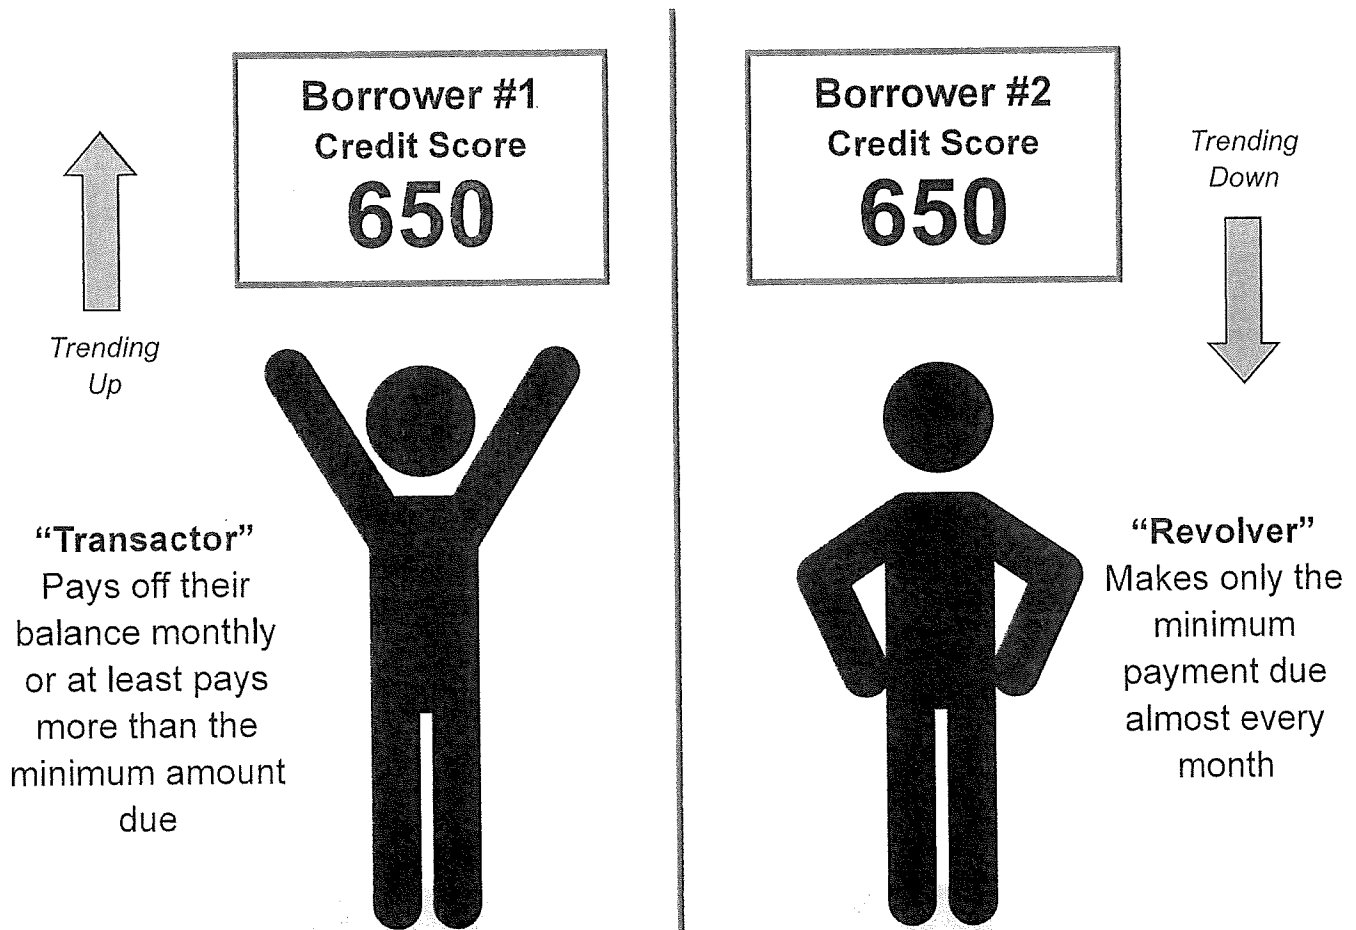 Borrower #1
Credit Score
650
Trending
Up
“Transactor”
Pays off their
balance monthly
or at least pays
more than the
minimum amount
due
Borrower #2
Credit Score
650
Trending
Down
“Revolver”
Makes only the
minimum
payment due
almost every
month